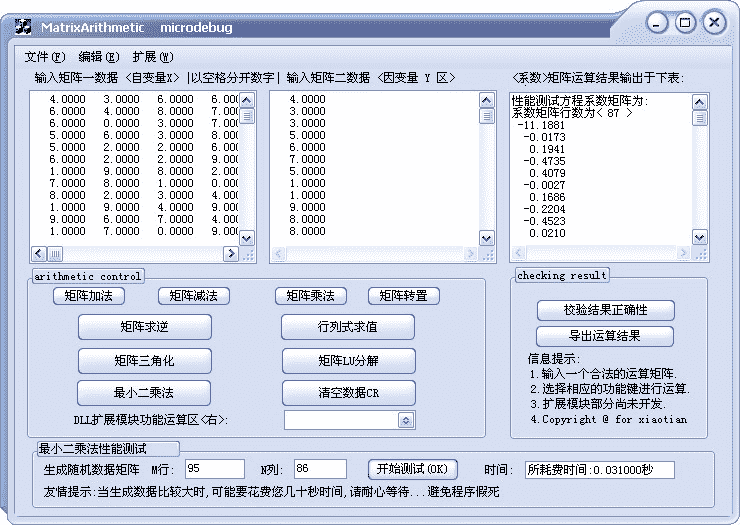 MatrixArithmetic microdebug
文件(F) 编辑(E) 扩展(W)
输入矩阵一数据 <自变量X> |以空格分开数字| 输入矩阵二数据 <因变量 Y 区> <系数>矩阵运算结果输出于下表:
4.0000 3.0000 6.0000 6.000
6.0000 4.0000 8.0000 7.000
6.0000 0.0000 3.0000 7.000
5.0000 6.0000 3.0000 8.000
5.0000 2.0000 2.0000 6.000
6.0000 2.0000 7.0000 5.000
1.0000 9.0000 8.0000 2.000
7.0000 8.0000 1.0000 0.000
8.0000 2.0000 3.0000 4.000
1.0000 9.0000 4.0000 9.000
9.0000 6.0000 7.0000 4.000
1.0000 7.0000 0.0000 9.000
4.0000
3.0000
3.0000
5.0000
6.0000
7.0000
5.0000
1.0000
0.0000
9.0000
8.0000
8.0000
性能测试方程系数矩阵为:
系数矩阵行数为< 87 >
-11.1881
-0.0173
0.1941
-0.4735
0.4079
-0.0027
0.1686
-0.2204
-0.4523
0.0210
arithmetic control
矩阵加法 矩阵减法 矩阵乘法 矩阵转置
矩阵求逆 行列式求值
矩阵三角化 矩阵LU分解
最小二乘法 清空数据CR
DLL扩展模块功能运算区<右>:
checking result
校验结果正确性
导出运算结果
信息提示:
1.输入一个合法的运算矩阵.
2.选择相应的功能键进行运算.
3.扩展模块部分尚未开发.
4.Copyright @ for xiaotian
最小二乘法性能测试
生成随机数据矩阵 M行: 95 N列: 86 开始测试(OK) 时间: 所耗费时间:0.031000秒
友情提示:当生成数据比较大时,可能要花费您几十秒时间,请耐心等待...避免程序假死